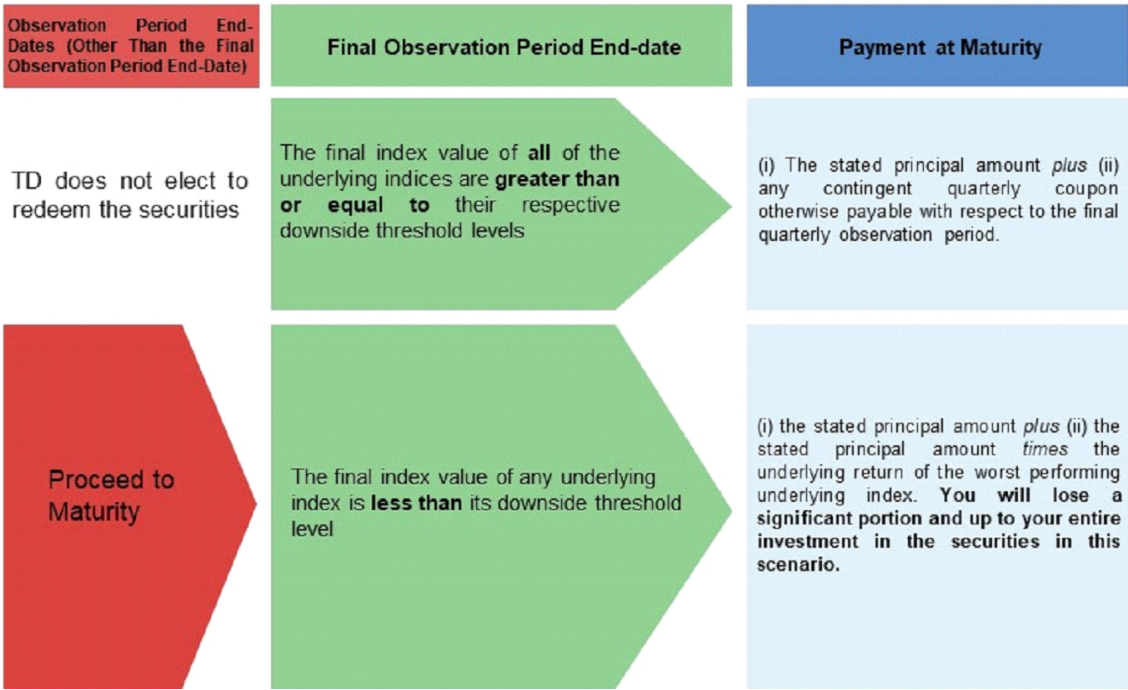 Observation Period End-
Dates (Other Than the Final
Observation Period End-Date)
Final Observation Period End-date
Payment at Maturity
TD does not elect to
redeem the securities
The final index value of all of the
underlying indices are greater than
or equal to their respective
downside threshold levels
(i) The stated principal amount plus (ii)
any contingent quarterly coupon
otherwise payable with respect to the final
quarterly observation period.
Proceed to
Maturity
The final index value of any underlying
index is less than its downside threshold
level
(i) the stated principal amount plus (ii) the
stated principal amount times the
underlying return of the worst performing
underlying index. You will lose a
significant portion and up to your entire
investment in the securities in this
scenario.